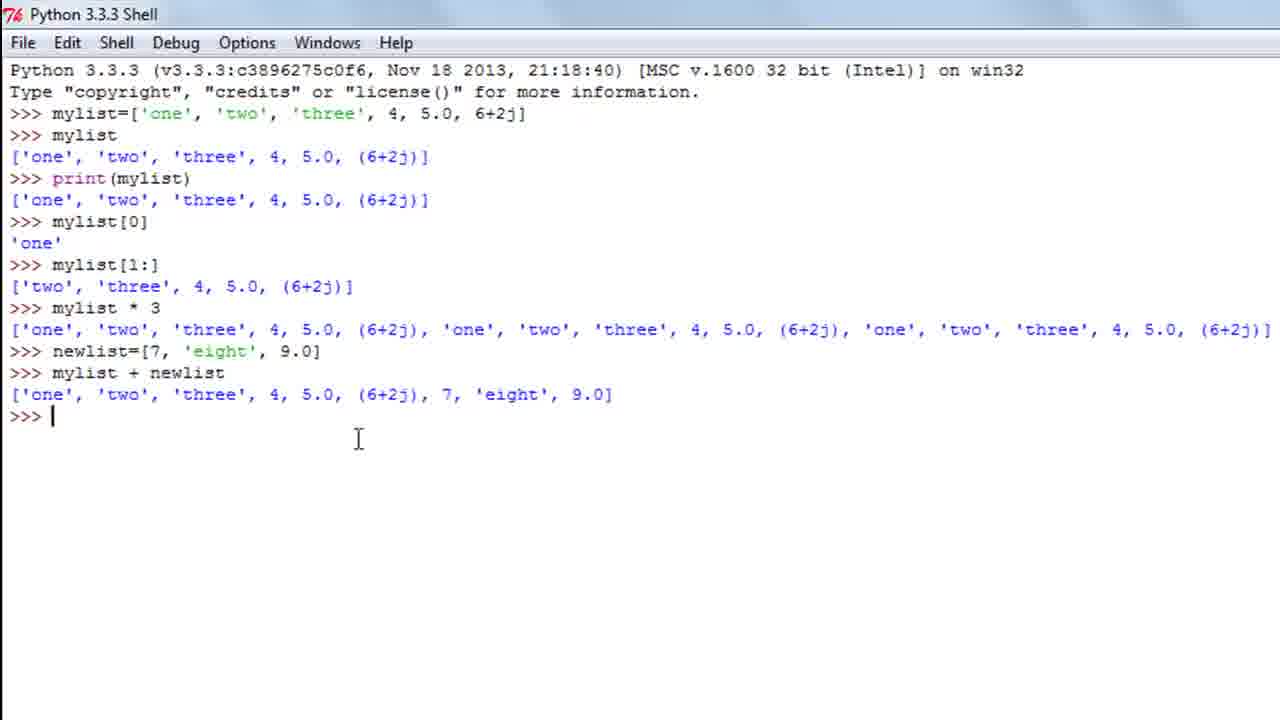 Python 3.3.3 Shell
File Edit Shell Debug Options Windows Help
Python 3.3.3 (v3.3.3:c3896275c0f6, Nov 18 2013, 21:18:40) [MSC v.1600 32 bit (Intel)] on win32
Type "copyright", "credits" or "license()" for more information.
>>> mylist=['one', 'two', 'three', 4, 5.0, 6+2j]
>>> mylist
['one', 'two', 'three', 4, 5.0, (6+2j)]
>>> print(mylist)
['one', 'two', 'three', 4, 5.0, (6+2j)]
>>> mylist[0]
'one'
>>> mylist[1:]
['two', 'three', 4, 5.0, (6+2j)]
>>> mylist * 3
['one', 'two', 'three', 4, 5.0, (6+2j), 'one', 'two', 'three', 4, 5.0, (6+2j), 'one', 'two', 'three', 4, 5.0, (6+2j)]
>>> newlist=[7, 'eight', 9.0]
>>> mylist + newlist
['one', 'two', 'three', 4, 5.0, (6+2j), 7, 'eight', 9.0]
>>>